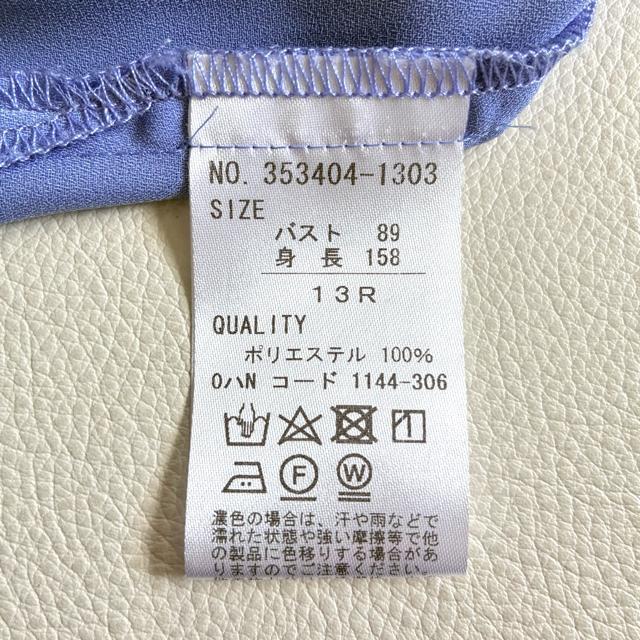 NO. 353404-1303
SIZE
バスト 89
身 長 158
13R
QUALITY
ポリエステル 100%
0ハN コード 1144-306
F W
濃色の場合は、汗や雨などで
濡れた状態や強い摩擦等で他
の製品に色移りする場合があ
りますのでご注意ください。